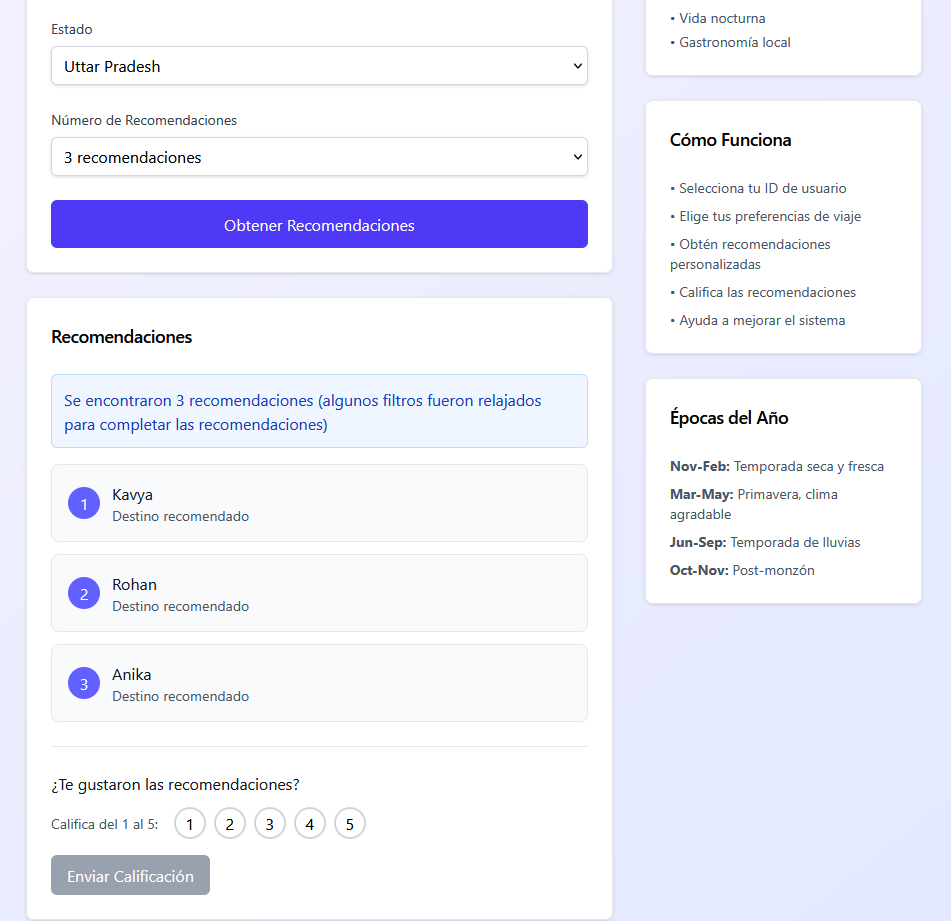 Estado
Uttar Pradesh
Número de Recomendaciones
3 recomendaciones
Obtener Recomendaciones
Recomendaciones
Se encontraron 3 recomendaciones (algunos filtros fueron relajados
para completar las recomendaciones)
1
Kavya
Destino recomendado
2
Rohan
Destino recomendado
3
Anika
Destino recomendado
¿Te gustaron las recomendaciones?
Califica del 1 al 5: 1 2 3 4 5
Enviar Calificación
• Vida nocturna
• Gastronomía local
Cómo Funciona
• Selecciona tu ID de usuario
• Elige tus preferencias de viaje
• Obtén recomendaciones
personalizadas
• Califica las recomendaciones
• Ayuda a mejorar el sistema
Épocas del Año
Nov-Feb: Temporada seca y fresca
Mar-May: Primavera, clima
agradable
Jun-Sep: Temporada de lluvias
Oct-Nov: Post-monzón